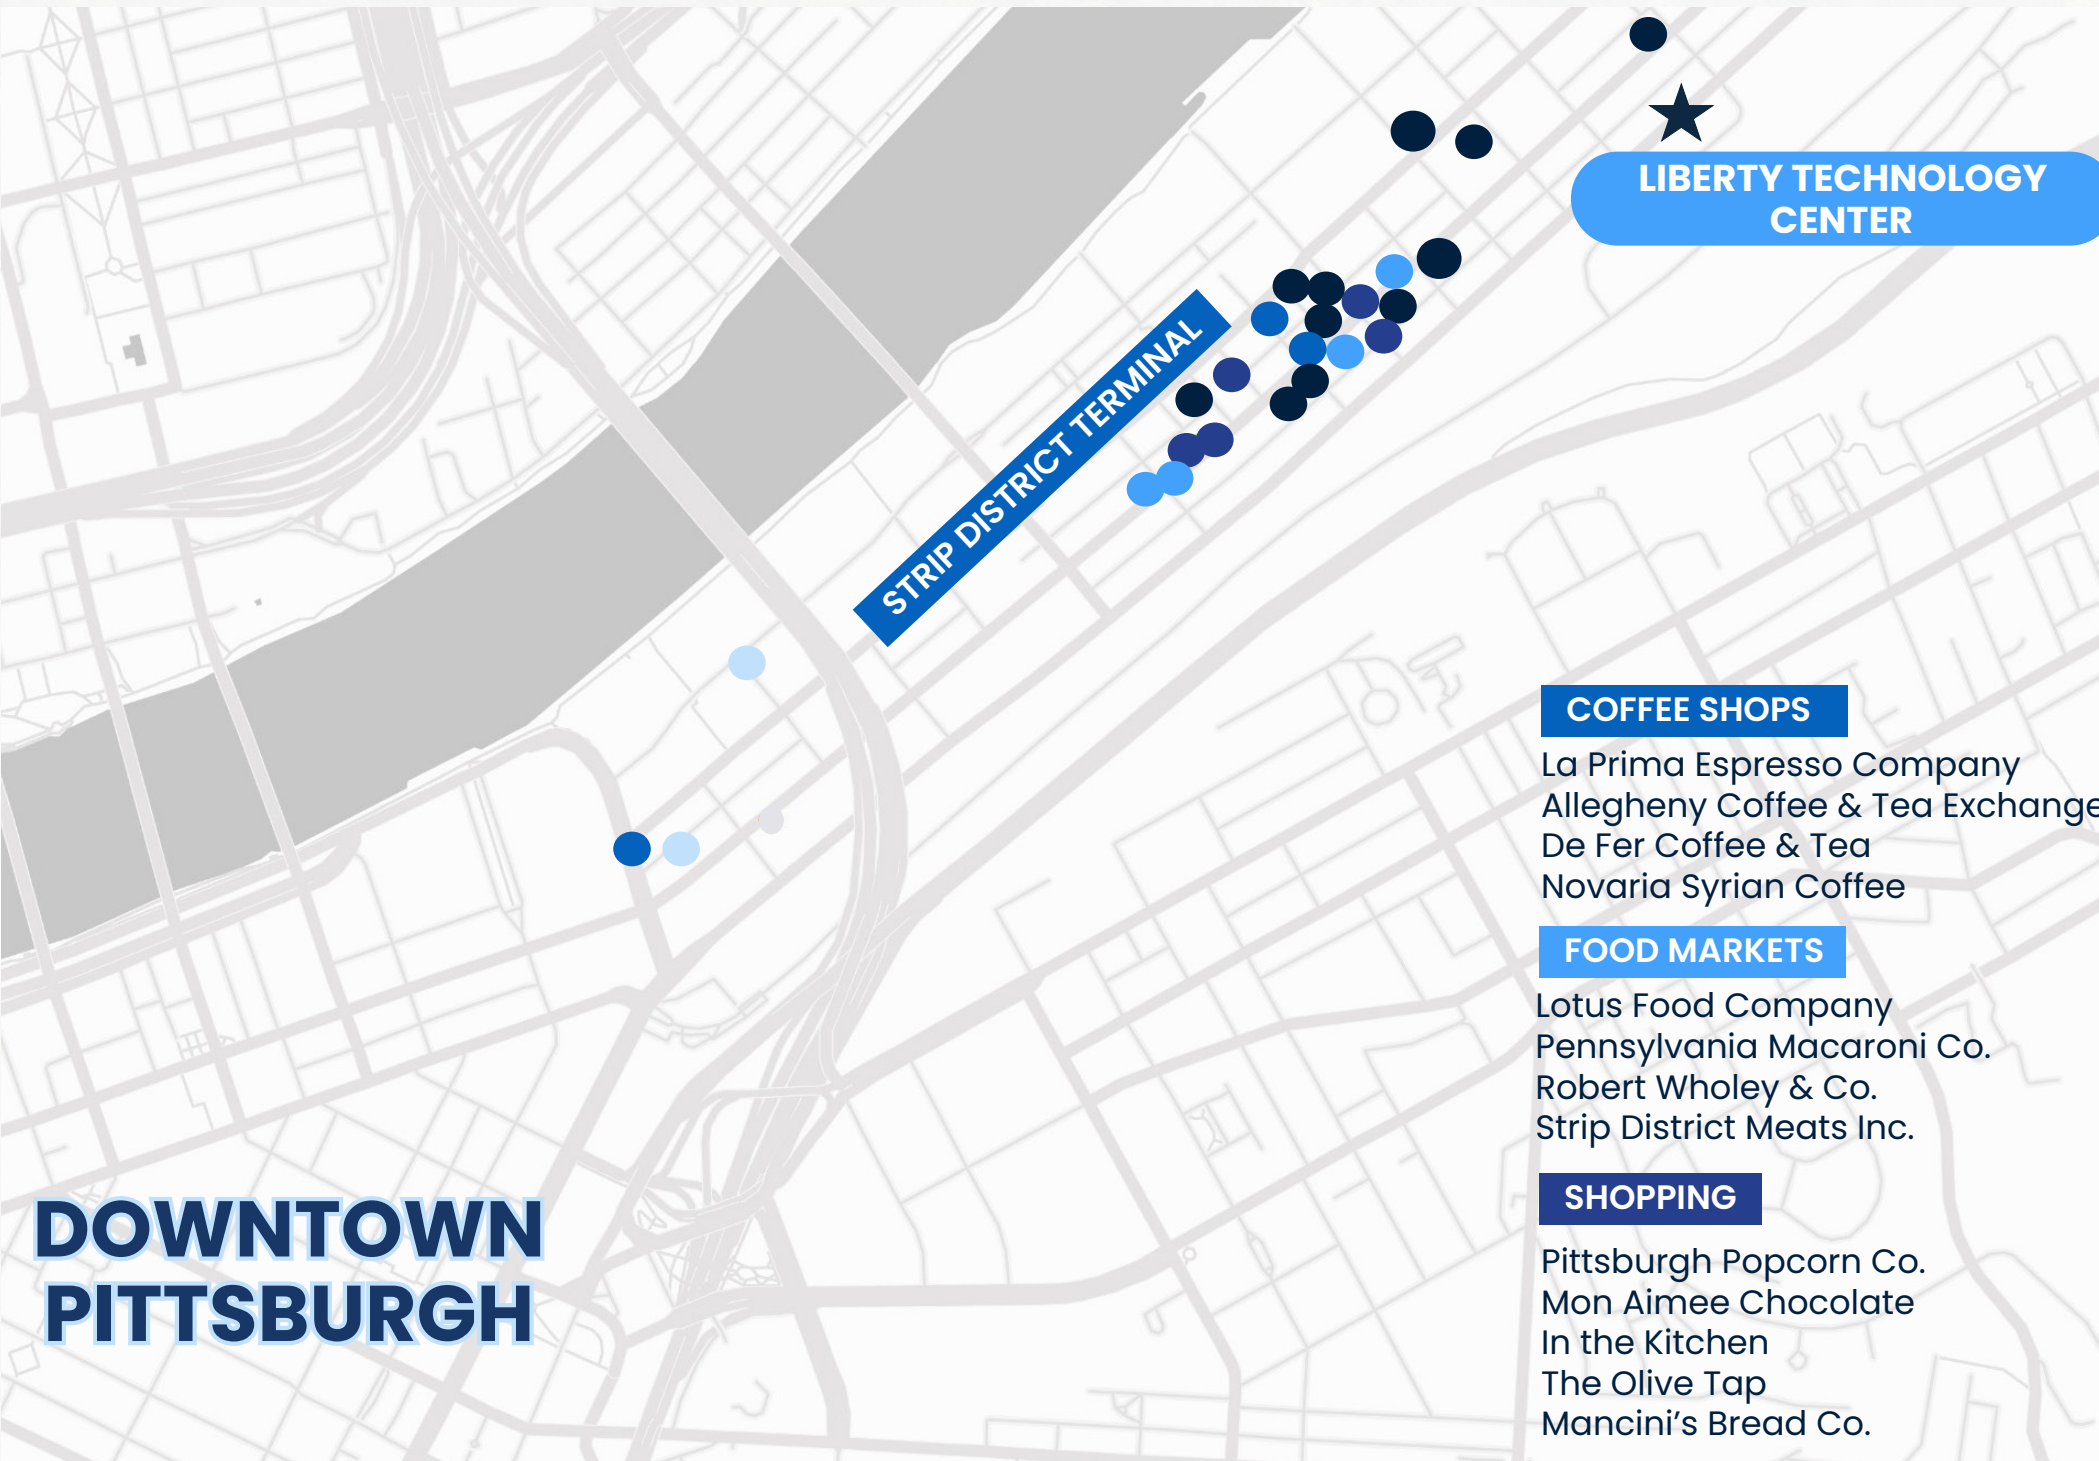 LIBERTY TECHNOLOGY
CENTER
STRIP DISTRICT TERMINAL
COFFEE SHOPS
La Prima Espresso Company
Allegheny Coffee & Tea Exchange
De Fer Coffee & Tea
Novaria Syrian Coffee
FOOD MARKETS
Lotus Food Company
Pennsylvania Macaroni Co.
Robert Wholey & Co.
Strip District Meats Inc.
SHOPPING
Pittsburgh Popcorn Co.
Mon Aimee Chocolate
In the Kitchen
The Olive Tap
Mancini’s Bread Co.
DOWNTOWN
PITTSBURGH